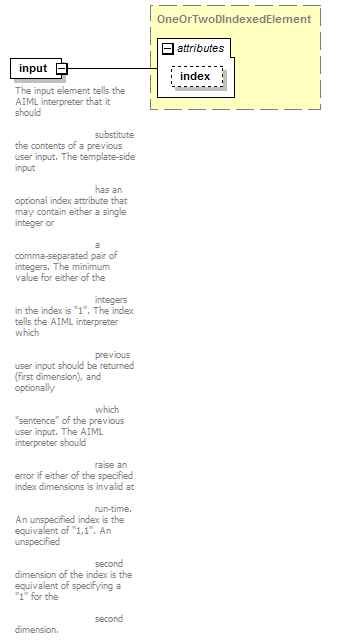 OneOrTwoDIndexedElement
attributes
input
index
The input element tells the
AIML interpreter that it
should
substitute
the contents of a previous
user input. The template-side
input
has an
optional index attribute that
may contain either a single
integer or
a
comma-separated pair of
integers. The minimum
value for either of the
integers
in the index is "1". The index
tells the AIML interpreter
which
previous
user input should be returned
(first dimension), and
optionally
which
"sentence" of the previous
user input. The AIML
interpreter should
raise an
error if either of the specified
index dimensions is invalid at
run-time.
An unspecified index is the
equivalent of "1,1". An
unspecified
second
dimension of the index is the
equivalent of specifying a
"1" for the
second
dimension.